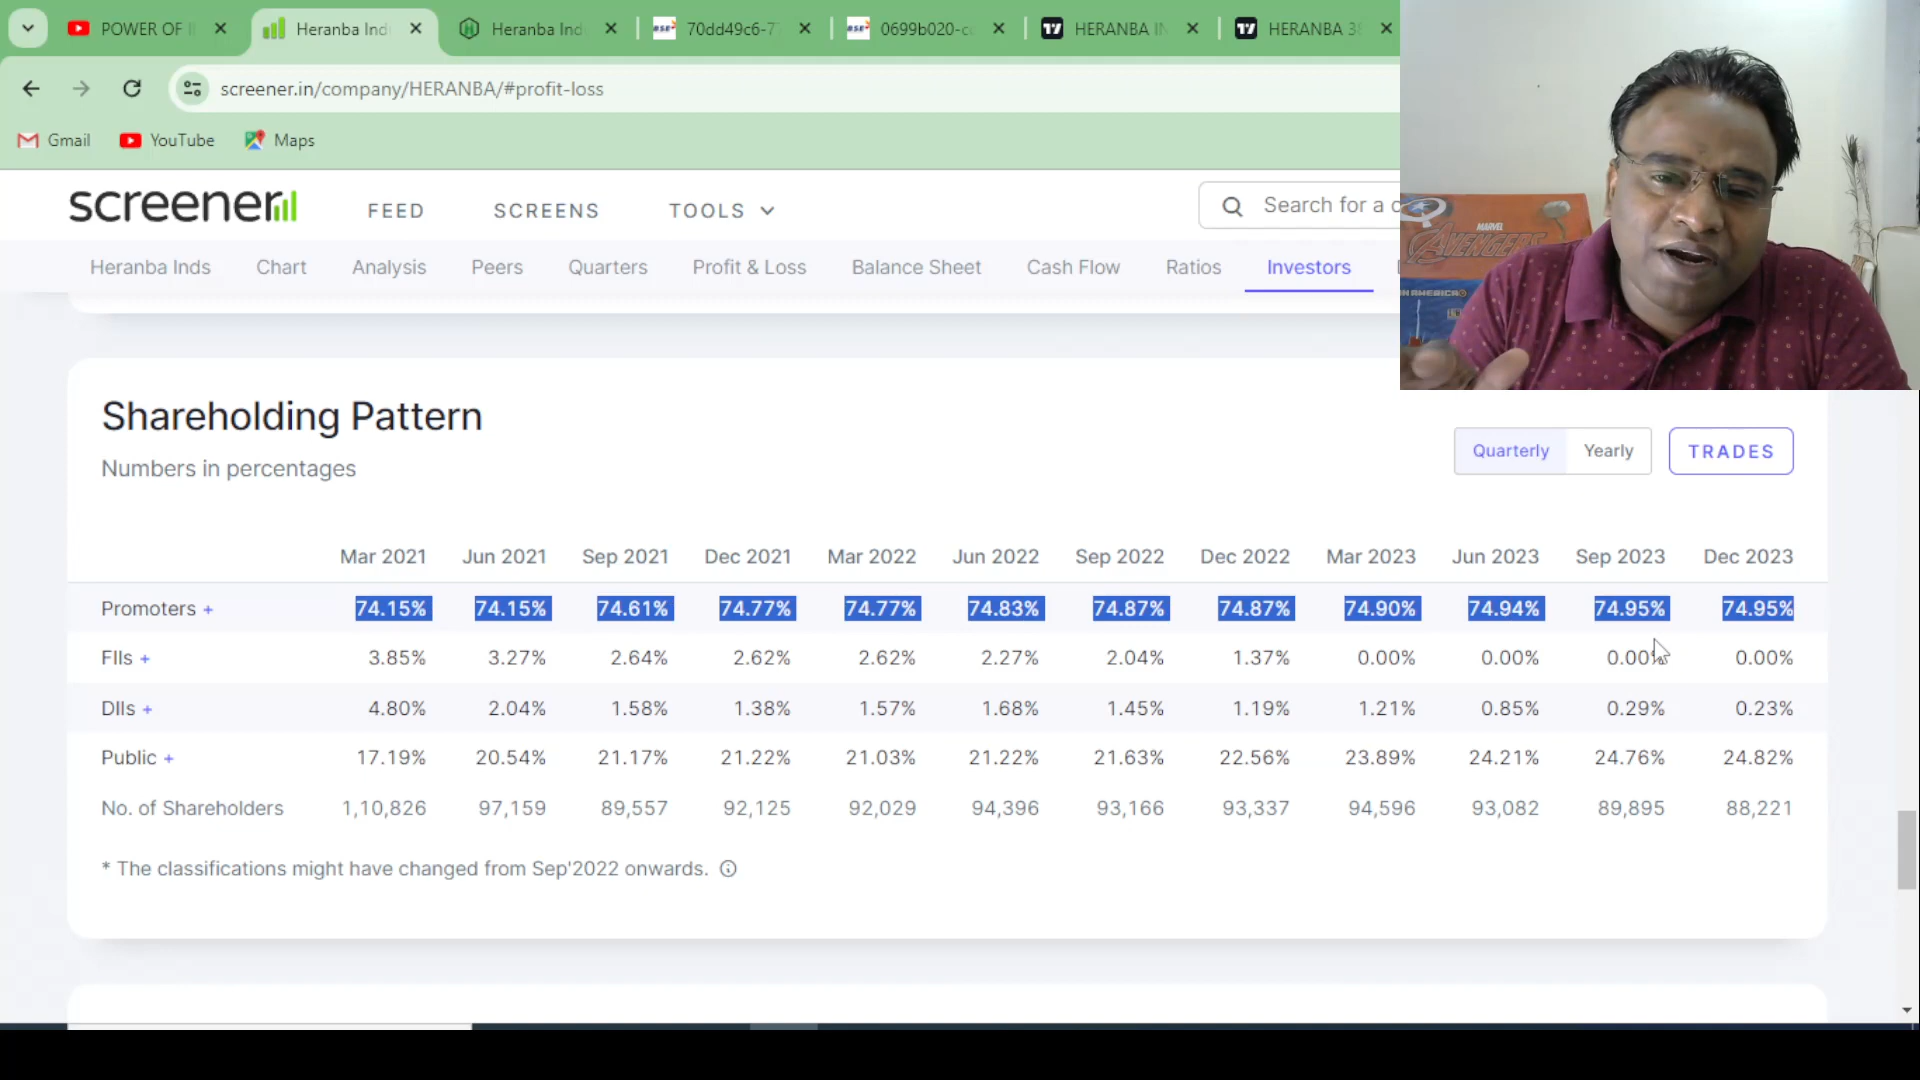 POWER OF I
Heranba Ind
Heranba Ind
BSE
70dd49c6-7
BSE
0699b020-c
HERANBA IN
HERANBA 3
screener.in/company/HERANBA/#profit-loss
Gmail
YouTube
Maps
screener
FEED
SCREENS
TOOLS
Search for a c
Heranba Inds
Chart
Analysis
Peers
Quarters
Profit & Loss
Balance Sheet
Cash Flow
Ratios
Investors
MARVEL
AVENGERS
Shareholding Pattern
Numbers in percentages
Quarterly
Yearly
TRADES
Mar 2021 Jun 2021 Sep 2021 Dec 2021 Mar 2022 Jun 2022 Sep 2022 Dec 2022 Mar 2023 Jun 2023 Sep 2023 Dec 2023
Promoters + 74.15% 74.15% 74.61% 74.77% 74.77% 74.83% 74.87% 74.87% 74.90% 74.94% 74.95% 74.95%
FIIs + 3.85% 3.27% 2.64% 2.62% 2.62% 2.27% 2.04% 1.37% 0.00% 0.00% 0.00% 0.00%
DIIs + 4.80% 2.04% 1.58% 1.38% 1.57% 1.68% 1.45% 1.19% 1.21% 0.85% 0.29% 0.23%
Public + 17.19% 20.54% 21.17% 21.22% 21.03% 21.22% 21.63% 22.56% 23.89% 24.21% 24.76% 24.82%
No. of Shareholders 1,10,826 97,159 89,557 92,125 92,029 94,396 93,166 93,337 94,596 93,082 89,895 88,221
* The classifications might have changed from Sep'2022 onwards.